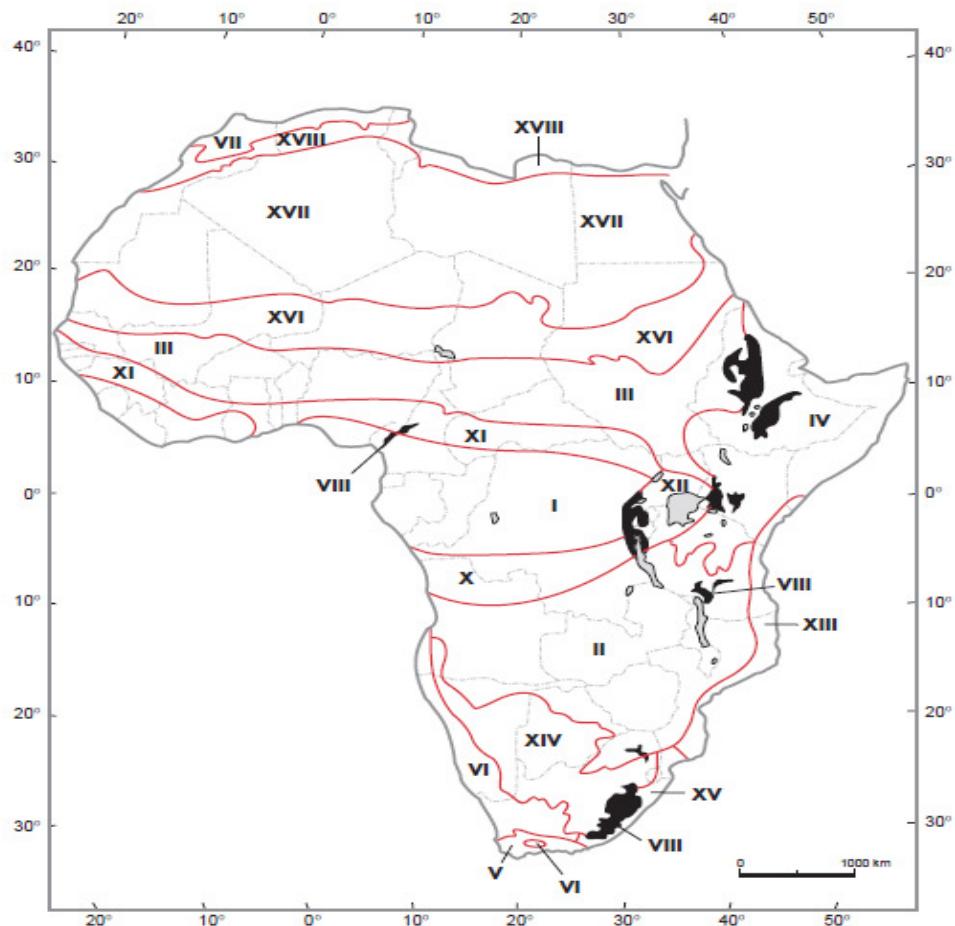 20° 10° 0° 10° 20° 30° 40° 50°
40° 40°
XVIII
VII XVIII
30° 30°
XVII XVII
20° 20°
XVI XVI
III
XI
10° III IV 10°
XI
VIII XII
0° I 0°
X
VIII
10° 10°
XIII
II
20° 20°
XIV
VI
XV
30° 30°
VIII
V VI
0 1000 km
20° 10° 0° 10° 20° 30° 40° 50°